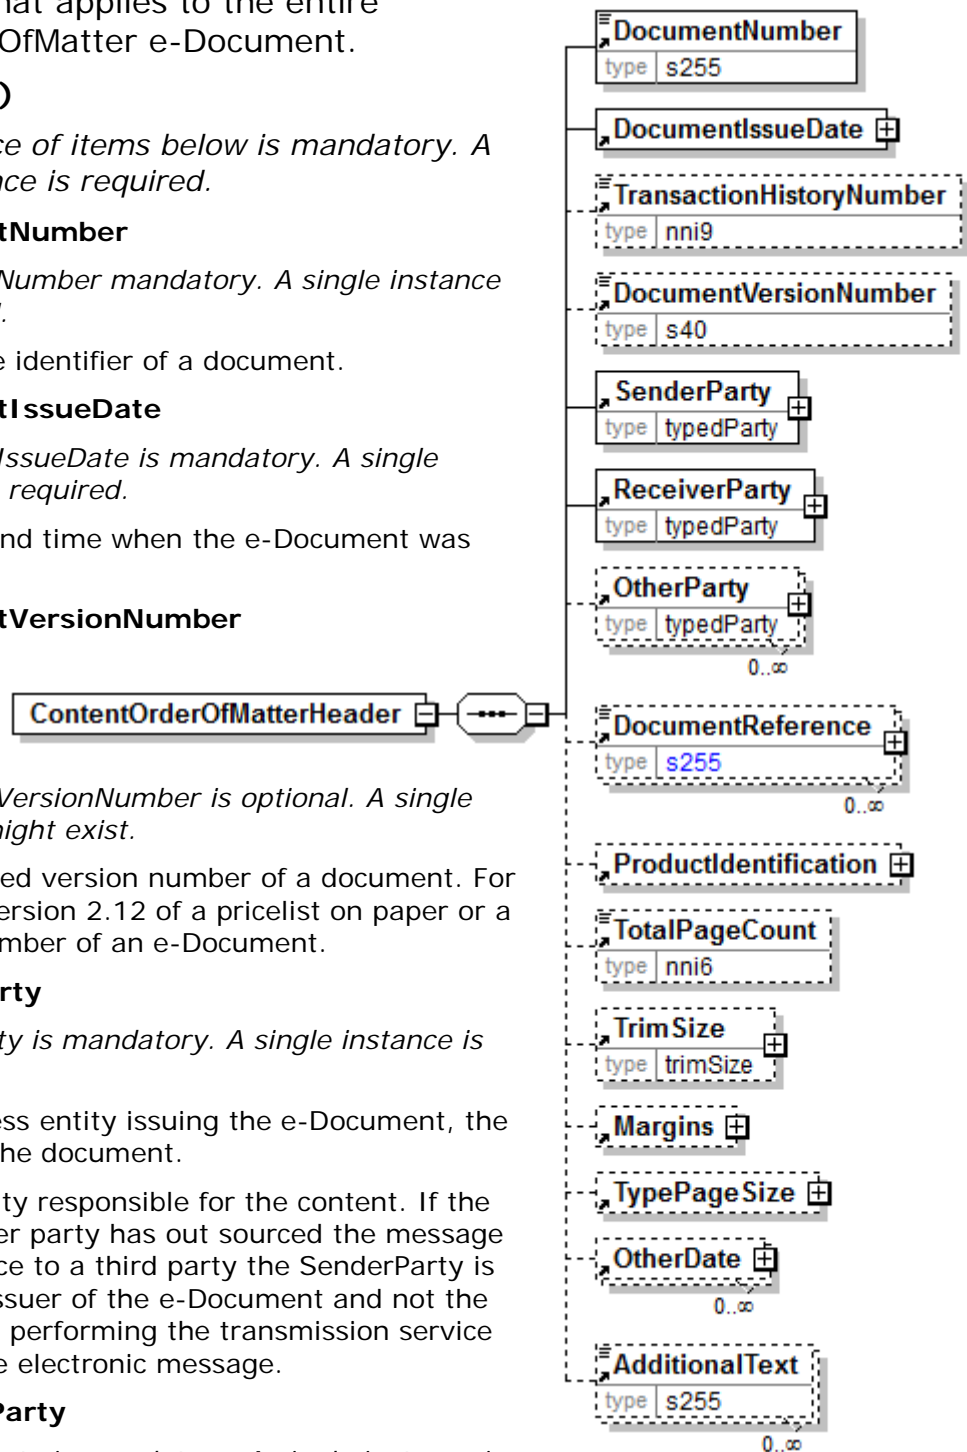 hat applies to the entire
OfMatter e-Document.
)
ce of items below is mandatory. A
nce is required.
tNumber
Number mandatory. A single instance
.
e identifier of a document.
tIssueDate
IssueDate is mandatory. A single
required.
nd time when the e-Document was
tVersionNumber
VersionNumber is optional. A single
night exist.
ed version number of a document. For
ersion 2.12 of a pricelist on paper or a
mber of an e-Document.
rty
ty is mandatory. A single instance is
ess entity issuing the e-Document, the
he document.
ty responsible for the content. If the
er party has out sourced the message
ce to a third party the SenderParty is
ssuer of the e-Document and not the
performing the transmission service
e electronic message.
Party
ContentOrderOfMatterHeader
DocumentNumber
type s255
DocumentIssueDate
TransactionHistoryNumber
type nni9
DocumentVersionNumber
type s40
SenderParty
type typedParty
ReceiverParty
type typedParty
OtherParty
type typedParty
0..∞
DocumentReference
type s255
0..∞
ProductIdentification
TotalPageCount
type nni6
TrimSize
type trimSize
Margins
TypePageSize
OtherDate
0..∞
AdditionalText
type s255
0..∞